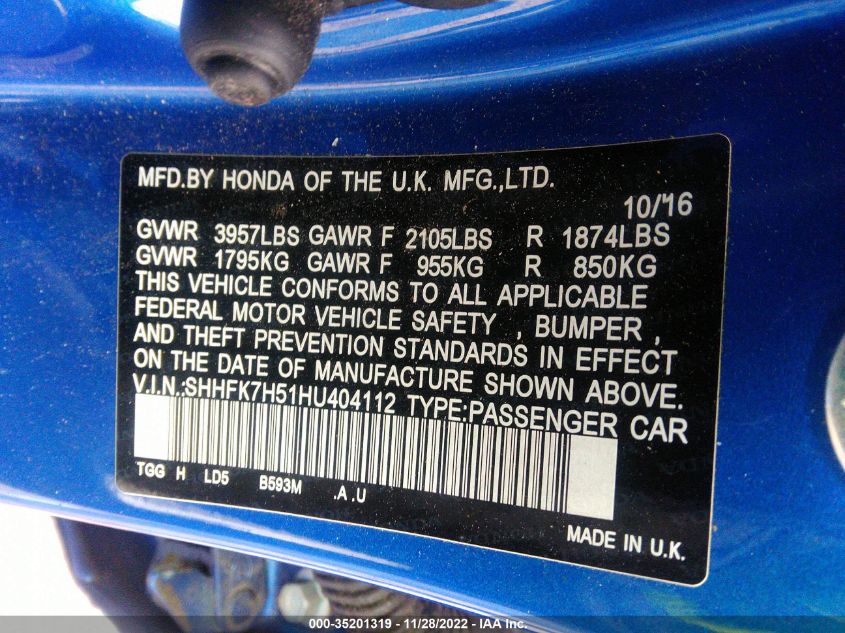 MFD.BY HONDA OF THE U.K. MFG.,LTD.
10/16
GVWR 3957LBS GAWR F 2105LBS R 1874LBS
GVWR 1795KG GAWR F 955KG R 850KG
THIS VEHICLE CONFORMS TO ALL APPLICABLE
FEDERAL MOTOR VEHICLE SAFETY , BUMPER ,
AND THEFT PREVENTION STANDARDS IN EFFECT
ON THE DATE OF MANUFACTURE SHOWN ABOVE.
V.I.N.:SHHFK7H51HU404112 TYPE:PASSENGER CAR
TGG H LD5 B593M .A .U
MADE IN U.K.
000-35201319 | 11/28/2022 - IAA Inc.